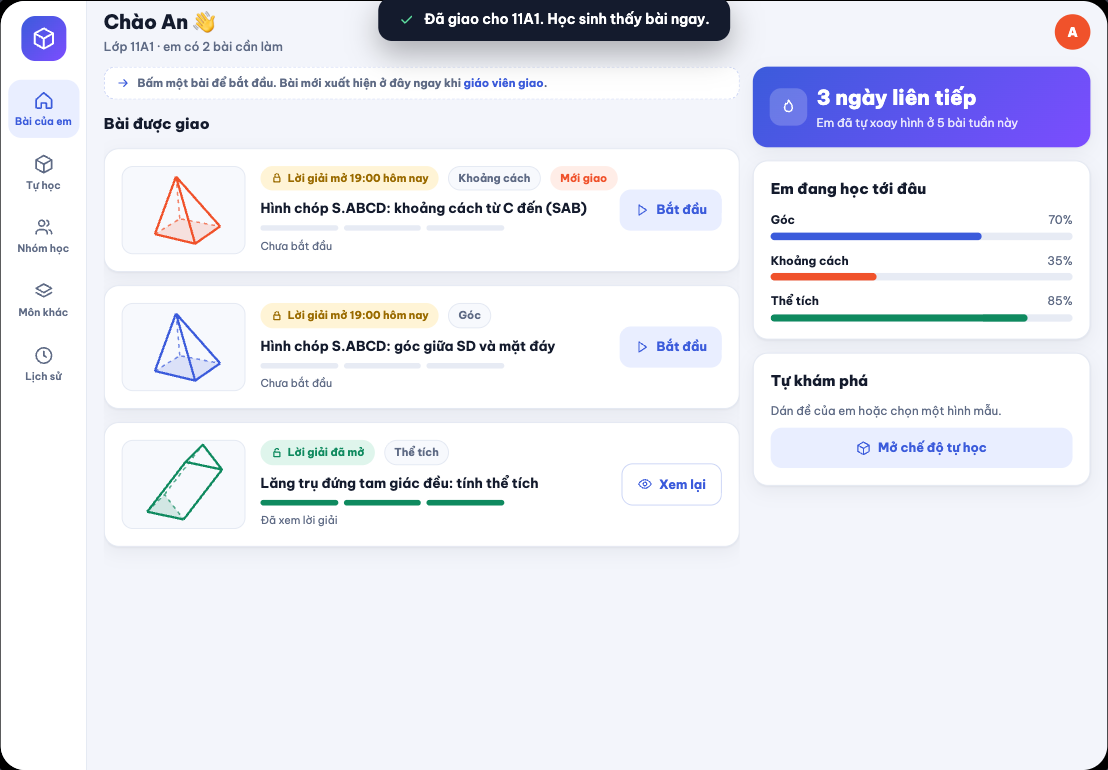 Chào An 👋
Lớp 11A1 · em có 2 bài cần làm
Đã giao cho 11A1. Học sinh thấy bài ngay.
A
Bài của em
Tự học
Nhóm học
Môn khác
Lịch sử
Bấm một bài để bắt đầu. Bài mới xuất hiện ở đây ngay khi giáo viên giao.
Bài được giao
Lời giải mở 19:00 hôm nay
Khoảng cách
Mới giao
Hình chóp S.ABCD: khoảng cách từ C đến (SAB)
Chưa bắt đầu
Bắt đầu
Lời giải mở 19:00 hôm nay
Góc
Hình chóp S.ABCD: góc giữa SD và mặt đáy
Chưa bắt đầu
Bắt đầu
Lời giải đã mở
Thể tích
Lăng trụ đứng tam giác đều: tính thể tích
Đã xem lời giải
Xem lại
3 ngày liên tiếp
Em đã tự xoay hình ở 5 bài tuần này
Em đang học tới đâu
Góc 70%
Khoảng cách 35%
Thể tích 85%
Tự khám phá
Dán đề của em hoặc chọn một hình mẫu.
Mở chế độ tự học